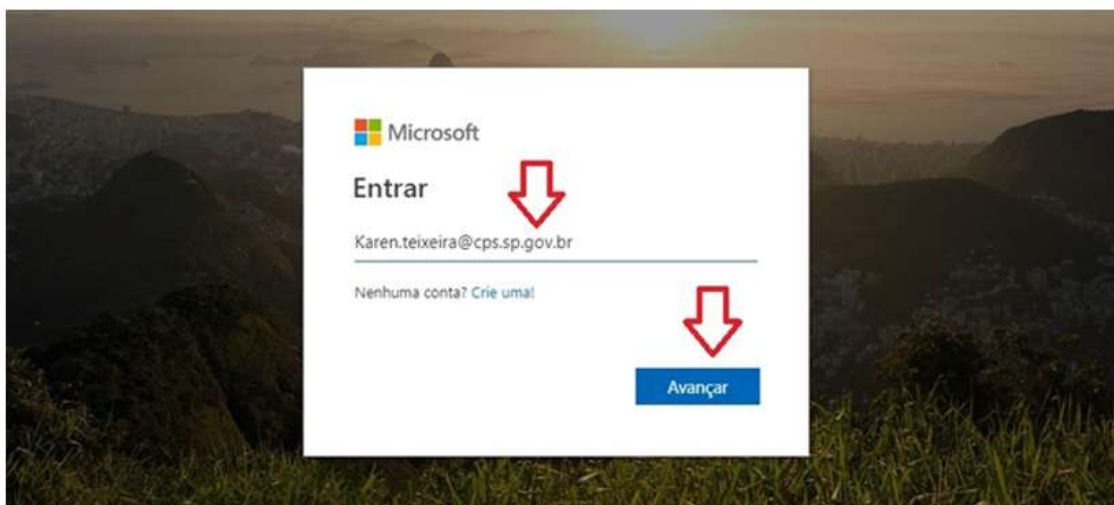 Microsoft
Entrar
Karen.teixeira@cps.sp.gov.br
Nenhuma conta? Crie uma!
Avançar